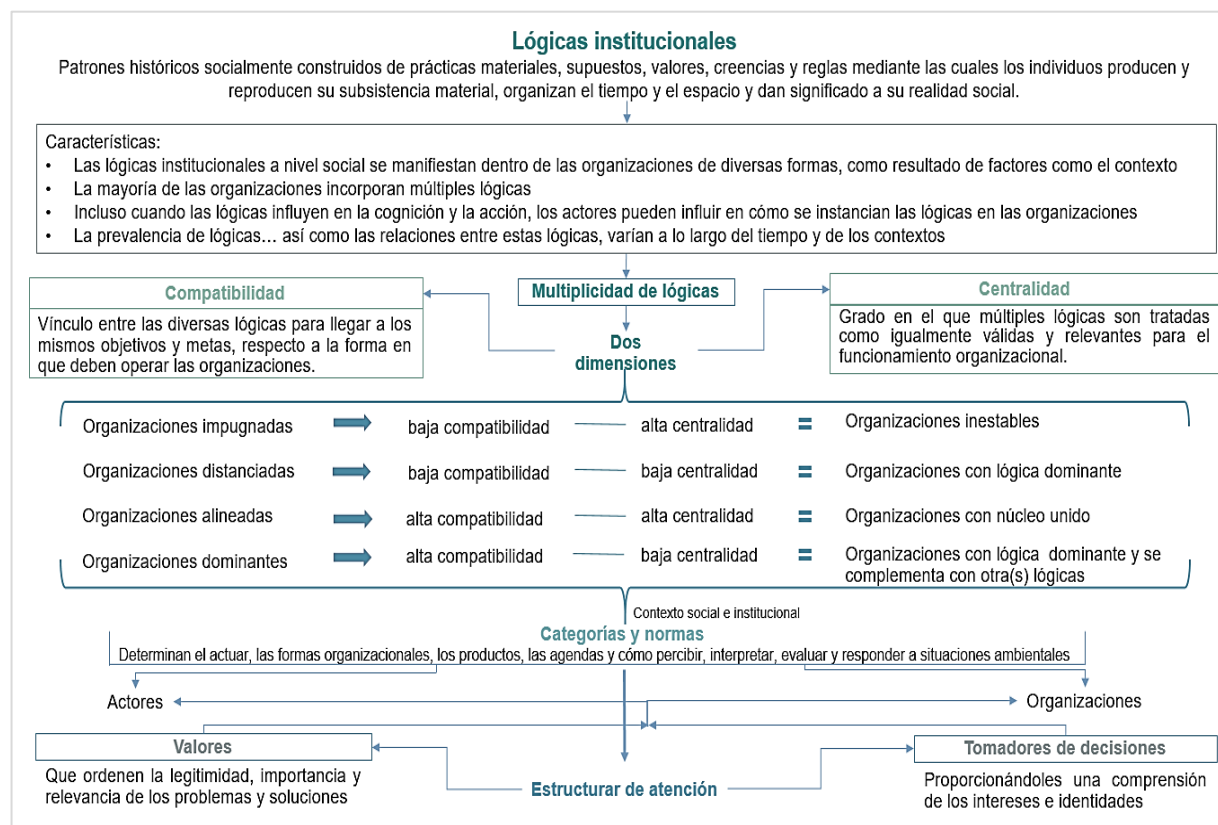 Lógicas institucionales
Patrones históricos socialmente construidos de prácticas materiales, supuestos, valores, creencias y reglas mediante las cuales los individuos producen y
reproducen su subsistencia material, organizan el tiempo y el espacio y dan significado a su realidad social.
Características:
• Las lógicas institucionales a nivel social se manifiestan dentro de las organizaciones de diversas formas, como resultado de factores como el contexto
• La mayoría de las organizaciones incorporan múltiples lógicas
• Incluso cuando las lógicas influyen en la cognición y la acción, los actores pueden influir en cómo se instancian las lógicas en las organizaciones
• La prevalencia de lógicas… así como las relaciones entre estas lógicas, varían a lo largo del tiempo y de los contextos
Compatibilidad
Vínculo entre las diversas lógicas para llegar a los
mismos objetivos y metas, respecto a la forma en
que deben operar las organizaciones.
Multiplicidad de lógicas
Dos
dimensiones
Centralidad
Grado en el que múltiples lógicas son tratadas
como igualmente válidas y relevantes para el
funcionamiento organizacional.
Organizaciones impugnadas baja compatibilidad alta centralidad = Organizaciones inestables
Organizaciones distanciadas baja compatibilidad baja centralidad = Organizaciones con lógica dominante
Organizaciones alineadas alta compatibilidad alta centralidad = Organizaciones con núcleo unido
Organizaciones dominantes alta compatibilidad baja centralidad = Organizaciones con lógica dominante y se
complementa con otra(s) lógicas
Contexto social e institucional
Categorías y normas
Determinan el actuar, las formas organizacionales, los productos, las agendas y cómo percibir, interpretar, evaluar y responder a situaciones ambientales
Actores
Organizaciones
Valores
Que ordenen la legitimidad, importancia y
relevancia de los problemas y soluciones
Estructurar de atención
Tomadores de decisiones
Proporcionándoles una comprensión
de los intereses e identidades